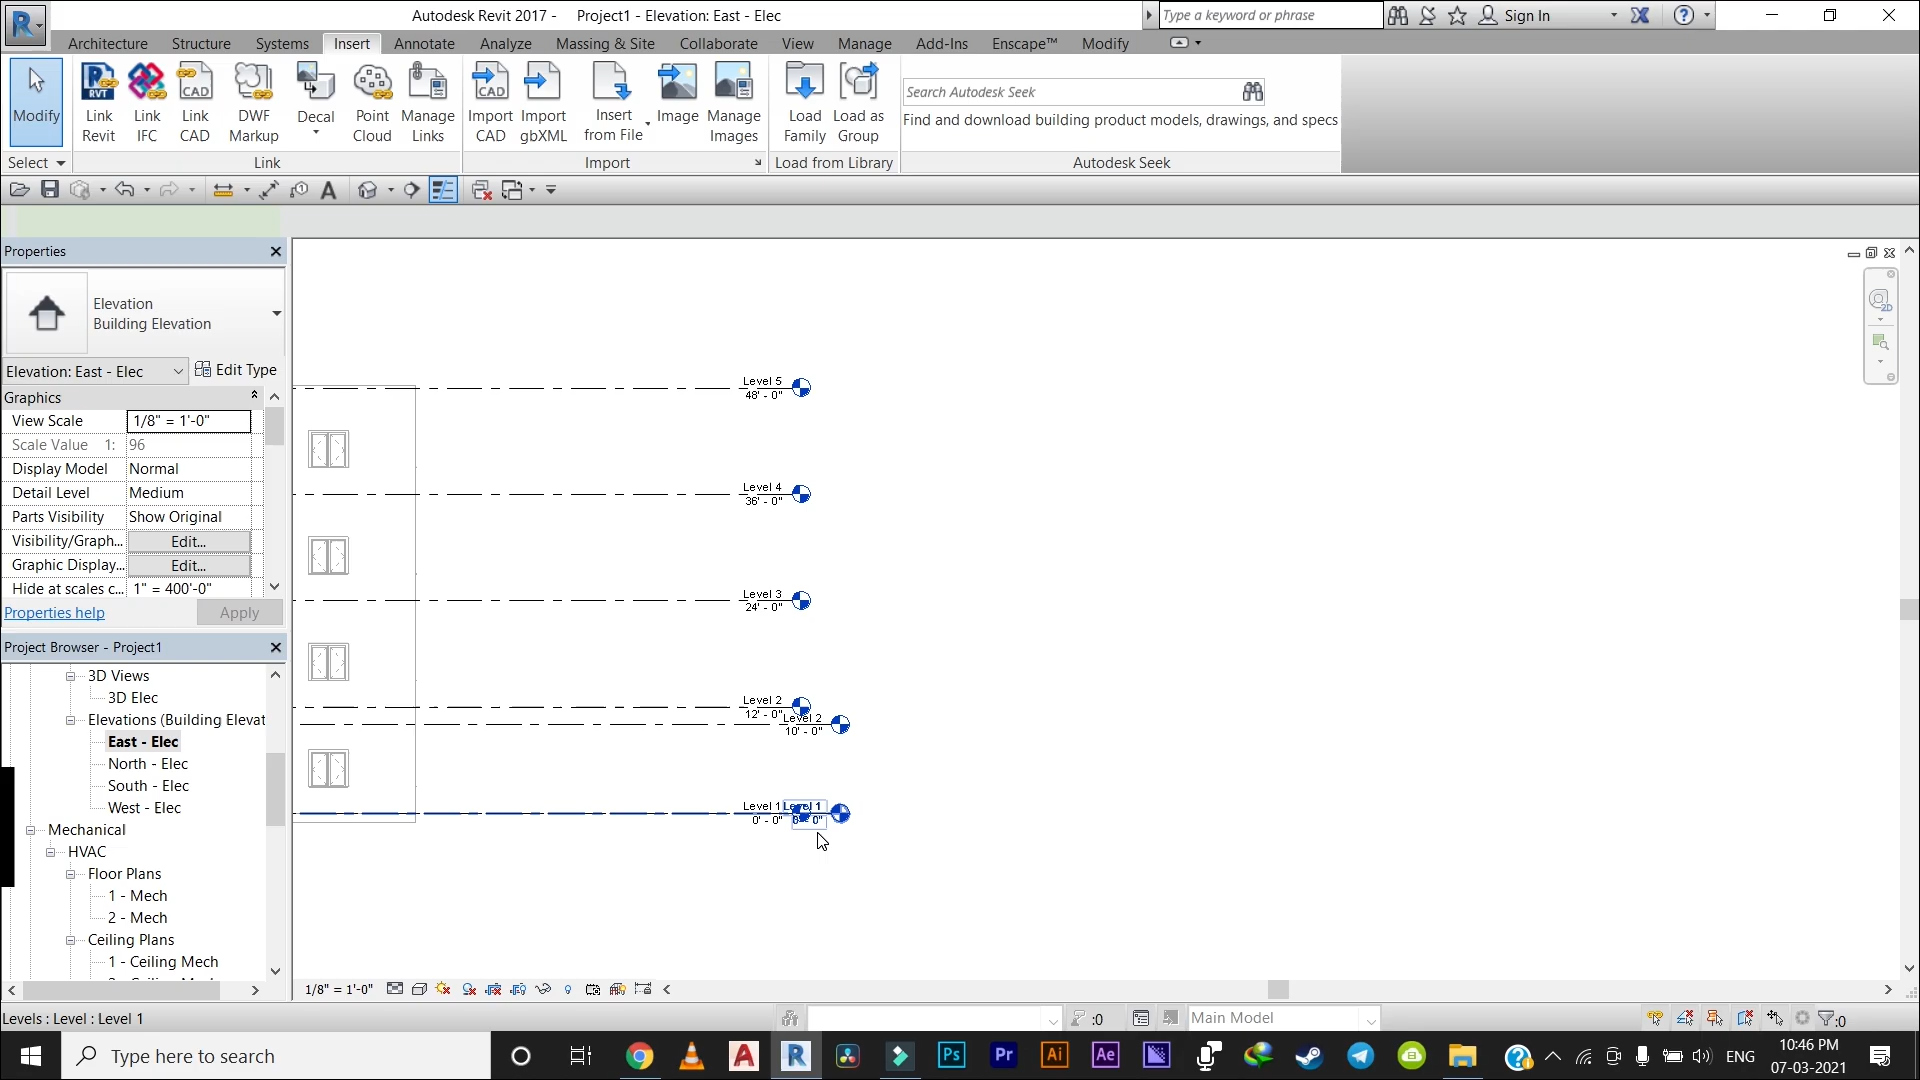 Autodesk Revit 2017 - Project1 - Elevation: East - Elec
Type a keyword or phrase
Sign In
Architecture Structure Systems Insert Annotate Analyze Massing & Site Collaborate View Manage Add-Ins Enscape™ Modify
Modify
Link Revit
Link IFC
Link CAD
DWF Markup
Decal
Point Cloud
Manage Links
Import CAD
Import gbXML
Insert from File
Image
Manage Images
Load Family
Load as Group
Search Autodesk Seek
Find and download building product models, drawings, and specs
Select
Link
Import
Load from Library
Autodesk Seek
Properties
Elevation
Building Elevation
Elevation: East - Elec
Edit Type
Graphics
View Scale 1/8" = 1'-0"
Scale Value 1: 96
Display Model Normal
Detail Level Medium
Parts Visibility Show Original
Visibility/Graph... Edit...
Graphic Display... Edit...
Hide at scales c... 1" = 400'-0"
Properties help
Apply
Project Browser - Project1
3D Views
3D Elec
Elevations (Building Elevat
East - Elec
North - Elec
South - Elec
West - Elec
Mechanical
HVAC
Floor Plans
1 - Mech
2 - Mech
Ceiling Plans
1 - Ceiling Mech
Level 5
48' - 0"
Level 4
36' - 0"
Level 3
24' - 0"
Level 2
12' - 0"
Level 2
10' - 0"
Level 1
0' - 0"
Level 1
2D
1/8" = 1'-0"
Levels : Level : Level 1
:0
Main Model
:0
Type here to search
ENG
10:46 PM
07-03-2021